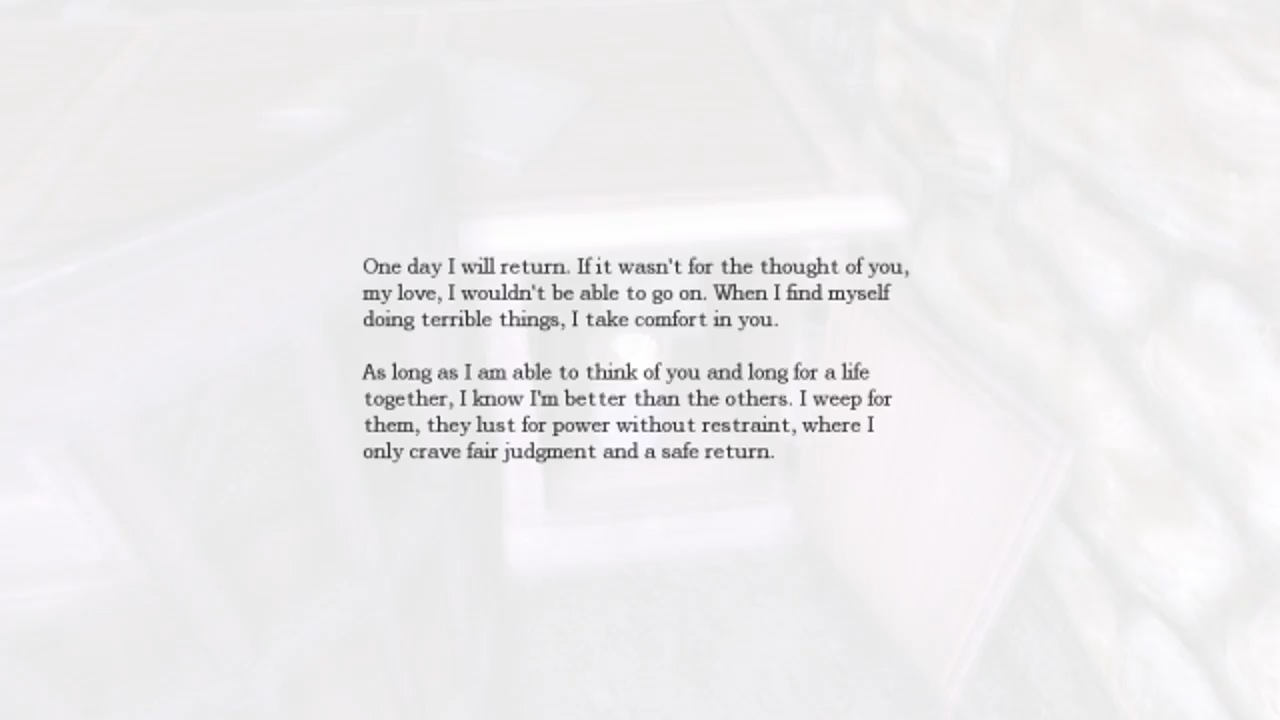 One day I will return. If it wasn't for the thought of you,
my love, I wouldn't be able to go on. When I find myself
doing terrible things, I take comfort in you.
As long as I am able to think of you and long for a life
together, I know I'm better than the others. I weep for
them, they lust for power without restraint, where I
only crave fair judgment and a safe return.